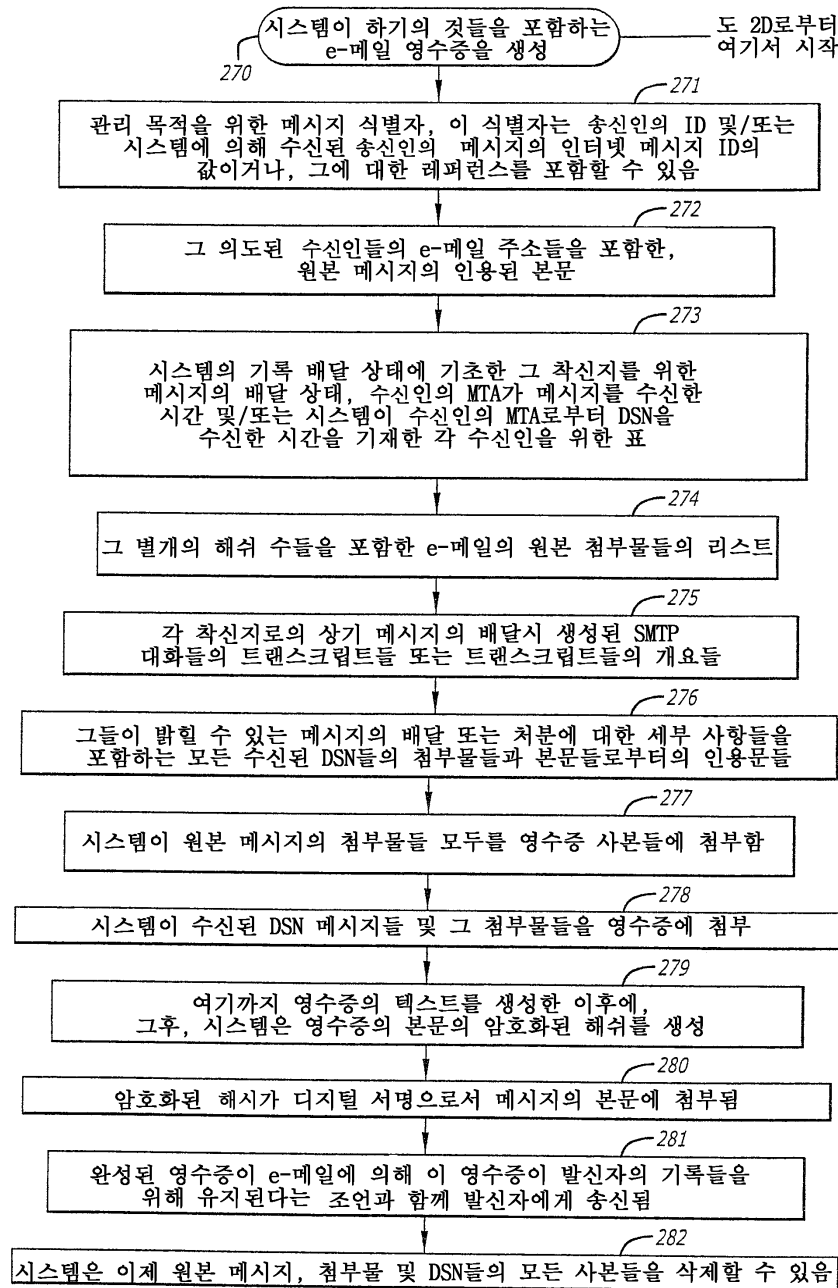 시스템이 하기의 것들을 포함하는
e-메일 영수증을 생성
도 2D로부터
여기서 시작
270
271
관리 목적을 위한 메시지 식별자, 이 식별자는 송신인의 ID 및/또는
시스템에 의해 수신된 송신인의 메시지의 인터넷 메시지 ID의
값이거나, 그에 대한 레퍼런스를 포함할 수 있음
272
그 의도된 수신인들의 e-메일 주소들을 포함한,
원본 메시지의 인용된 본문
273
시스템의 기록 배달 상태에 기초한 그 착신지를 위한
메시지의 배달 상태, 수신인의 MTA가 메시지를 수신한
시간 및/또는 시스템이 수신인의 MTA로부터 DSN을
수신한 시간을 기재한 각 수신인을 위한 표
274
그 별개의 해쉬 수들을 포함한 e-메일의 원본 첨부물들의 리스트
275
각 착신지로의 상기 메시지의 배달시 생성된 SMTP
대화들의 트랜스크립트들 또는 트랜스크립트들의 개요들
276
그들이 밝힐 수 있는 메시지의 배달 또는 처분에 대한 세부 사항들을
포함하는 모든 수신된 DSN들의 첨부물들과 본문들로부터의 인용문들
277
시스템이 원본 메시지의 첨부물들 모두를 영수증 사본들에 첨부함
278
시스템이 수신된 DSN 메시지들 및 그 첨부물들을 영수증에 첨부
279
여기까지 영수증의 텍스트를 생성한 이후에,
그후, 시스템은 영수증의 본문의 암호화된 해쉬를 생성
280
암호화된 해시가 디지털 서명으로서 메시지의 본문에 첨부됨
281
완성된 영수증이 e-메일에 의해 이 영수증이 발신자의 기록들을
위해 유지된다는 조언과 함께 발신자에게 송신됨
282
시스템은 이제 원본 메시지, 첨부물 및 DSN들의 모든 사본들을 삭제할 수 있음